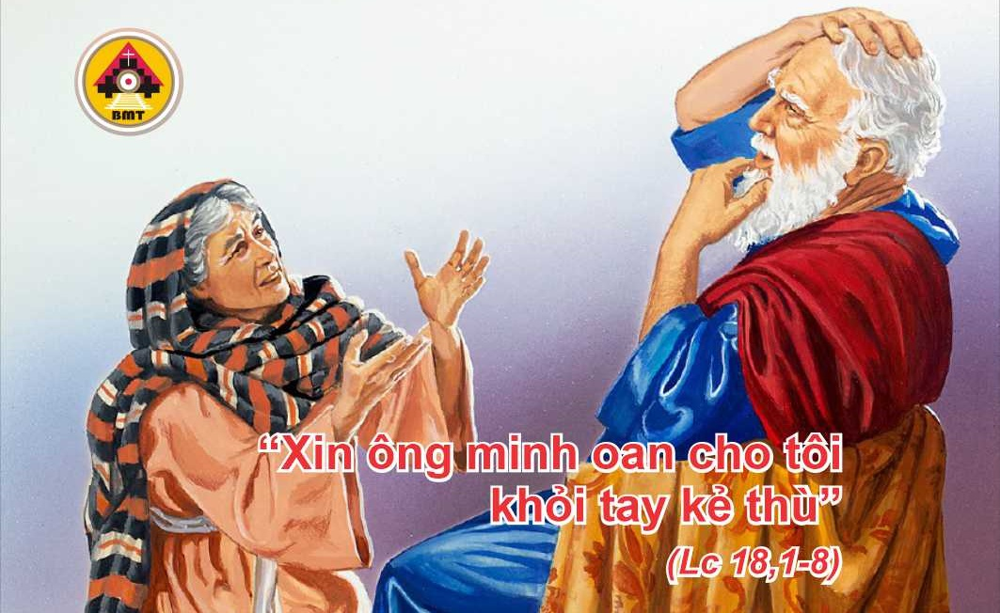 BMT
“Xin ông minh oan cho tôi
khỏi tay kẻ thù”
(Lc 18,1-8)